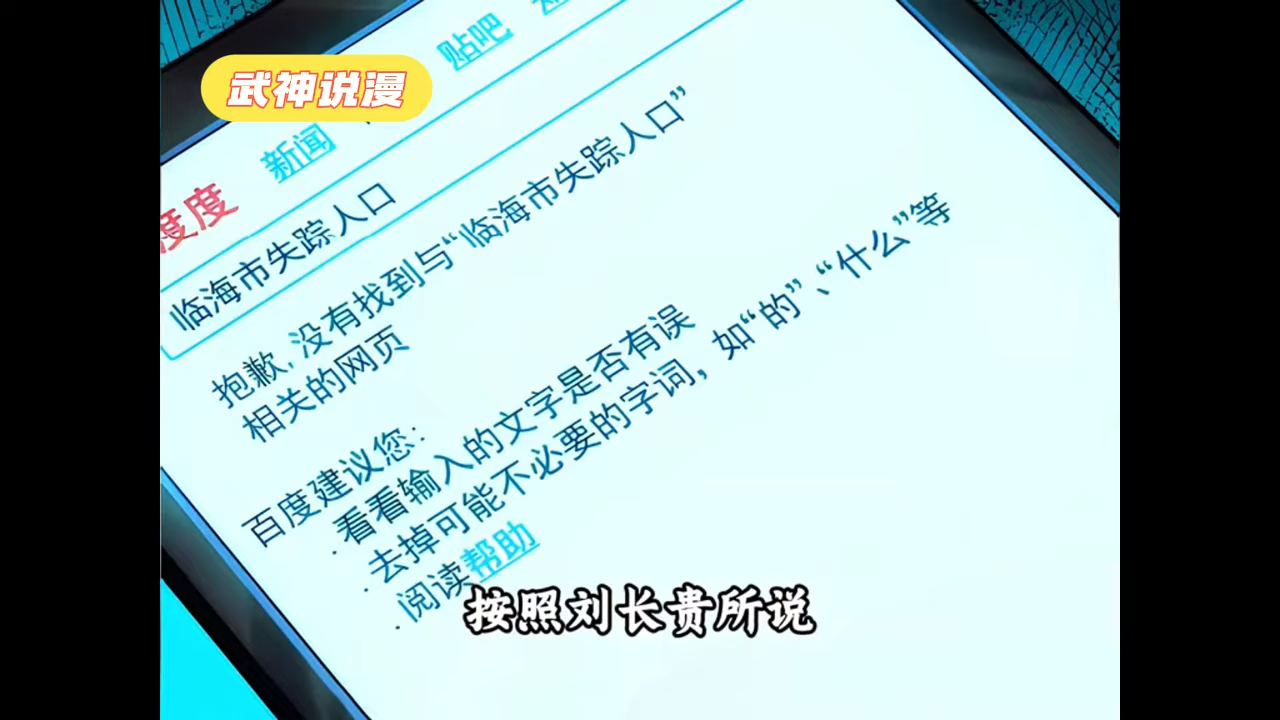 武神说漫
贴吧
新闻
度度
临海市失踪人口
抱歉, 没有找到与“临海市失踪人口”
相关的网页
百度建议您：
·看看输入的文字是否有误
·去掉可能不必要的字词，如“的”、“什么”等
·阅读帮助
按照刘长贵所说